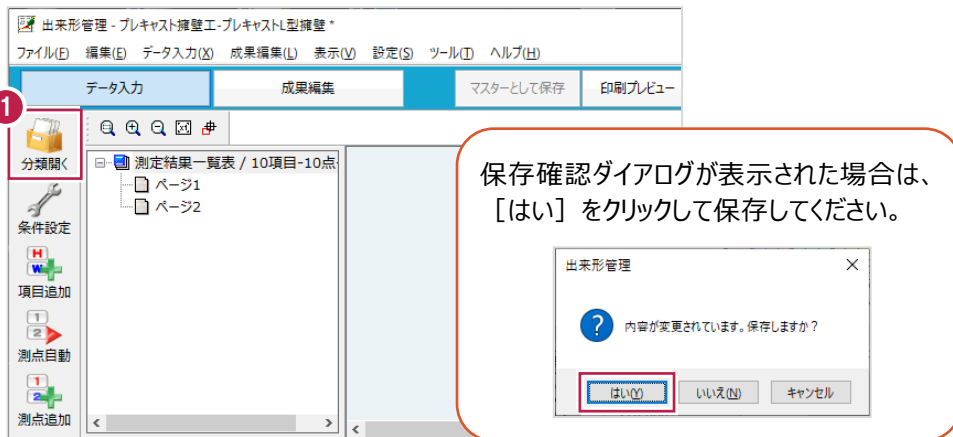 出来形管理 - プレキャスト擁壁工-プレキャストL型擁壁 *
ファイル(F) 編集(E) データ入力(X) 成果編集(L) 表示(V) 設定(S) ツール(T) ヘルプ(H)
データ入力 成果編集 マスターとして保存 印刷プレビュー
1
分類開く
測定結果一覧表 / 10項目-10点
ページ1
ページ2
条件設定
項目追加
測点自動
測点追加
保存確認ダイアログが表示された場合は、
［はい］をクリックして保存してください。
出来形管理
内容が変更されています。保存しますか？
はい(Y) いいえ(N) キャンセル